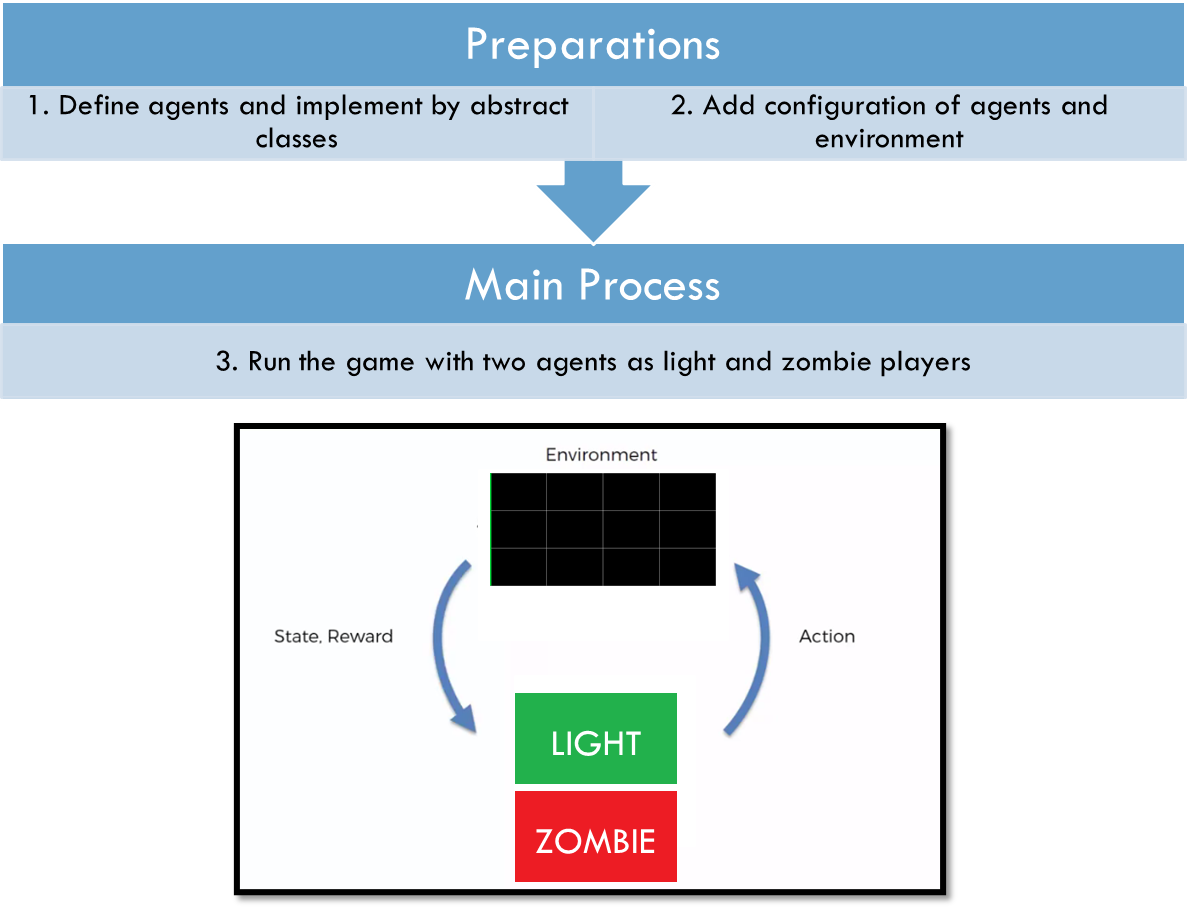 Preparations
1. Define agents and implement by abstract
classes
2. Add configuration of agents and
environment
Main Process
3. Run the game with two agents as light and zombie players
Environment
State, Reward
Action
LIGHT
ZOMBIE